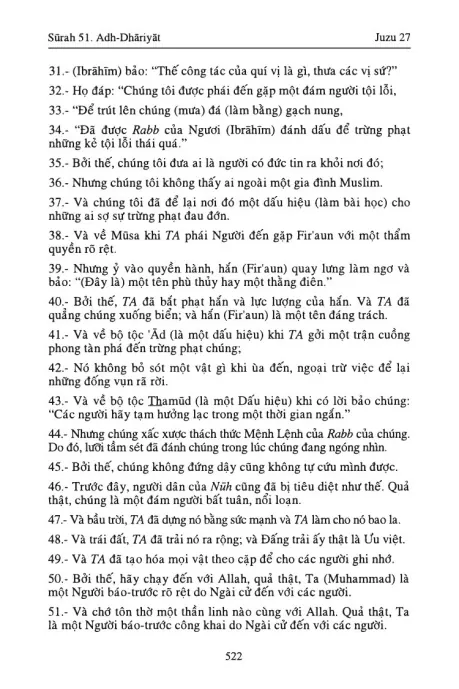 Sūrah 51. Adh-Dhāriyāt Juzu 27
31.- (Ibrāhīm) bảo: “Thế công tác của quí vị là gì, thưa các vị sứ?”
32.- Họ đáp: “Chúng tôi được phái đến gặp một đám người tội lỗi,
33.- “Để trút lên chúng (mưa) đá (làm bằng) gạch nung,
34.- “Đã được Rabb của Ngươi (Ibrāhīm) đánh dấu để trừng phạt
những kẻ tội lỗi thái quá.”
35.- Bởi thế, chúng tôi đưa ai là người có đức tin ra khỏi nơi đó;
36.- Nhưng chúng tôi không thấy ai ngoài một gia đình Muslim.
37.- Và chúng tôi đã để lại nơi đó một dấu hiệu (làm bài học) cho
những ai sợ sự trừng phạt đau đớn.
38.- Và về Mūsa khi TA phái Người đến gặp Fir'aun với một thẩm
quyền rõ rệt.
39.- Nhưng ỷ vào quyền hành, hắn (Fir'aun) quay lưng làm ngơ và
bảo: “(Đây là) một tên phù thủy hay một thằng điên.”
40.- Bởi thế, TA đã bắt phạt hắn và lực lượng của hắn. Và TA đã
quẳng chúng xuống biển; và hắn (Fir'aun) là một tên đáng trách.
41.- Và về bộ tộc 'Ād (là một dấu hiệu) khi TA gởi một trận cuồng
phong tàn phá đến trừng phạt chúng;
42.- Nó không bỏ sót một vật gì khi ùa đến, ngoại trừ việc để lại
những đống vụn rã rời.
43.- Và về bộ tộc Thamūd (là một Dấu hiệu) khi có lời bảo chúng:
“Các người hãy tạm hưởng lạc trong một thời gian ngắn.”
44.- Nhưng chúng xấc xược thách thức Mệnh Lệnh của Rabb của chúng.
Do đó, lưỡi tầm sét đã đánh chúng trong lúc chúng đang ngóng nhìn.
45.- Bởi thế, chúng không đứng dậy cũng không tự cứu mình được.
46.- Trước đây, người dân của Nūh cũng đã bị tiêu diệt như thế. Quả
thật, chúng là một đám người bất tuân, nổi loạn.
47.- Và bầu trời, TA đã dựng nó bằng sức mạnh và TA làm cho nó bao la.
48.- Và trái đất, TA đã trải nó ra rộng; và Đấng trải ấy thật là Ưu việt.
49.- Và TA đã tạo hóa mọi vật theo cặp để cho các người ghi nhớ.
50.- Bởi thế, hãy chạy đến với Allah, quả thật, Ta (Muhammad) là
một Người báo-trước rõ rệt do Ngài cử đến với các người.
51.- Và chớ tôn thờ một thần linh nào cùng với Allah. Quả thật, Ta
là một Người báo-trước công khai do Ngài cử đến với các người.
522